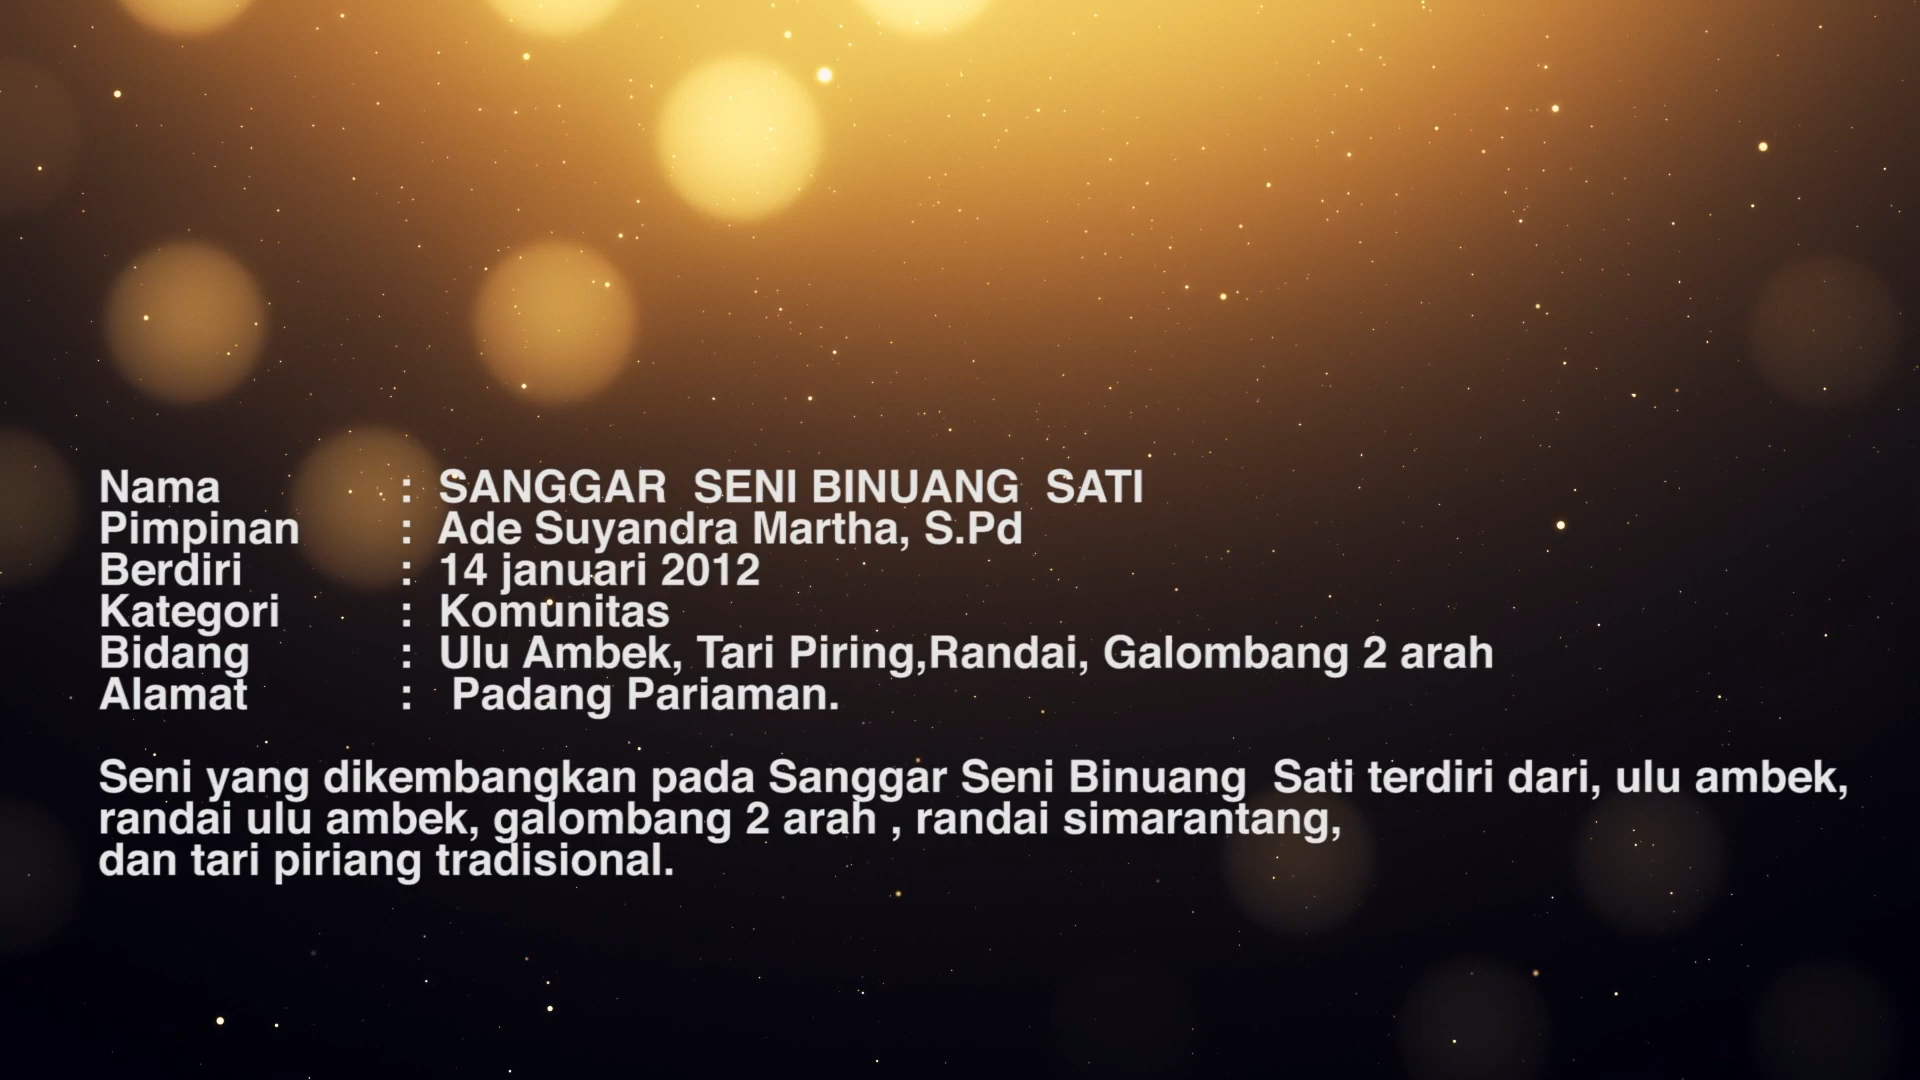 Nama : SANGGAR SENI BINUANG SATI
Pimpinan : Ade Suyandra Martha, S.Pd
Berdiri : 14 januari 2012
Kategori : Komunitas
Bidang : Ulu Ambek, Tari Piring,Randai, Galombang 2 arah
Alamat : Padang Pariaman.
Seni yang dikembangkan pada Sanggar Seni Binuang Sati terdiri dari, ulu ambek,
randai ulu ambek, galombang 2 arah , randai simarantang,
dan tari piriang tradisional.